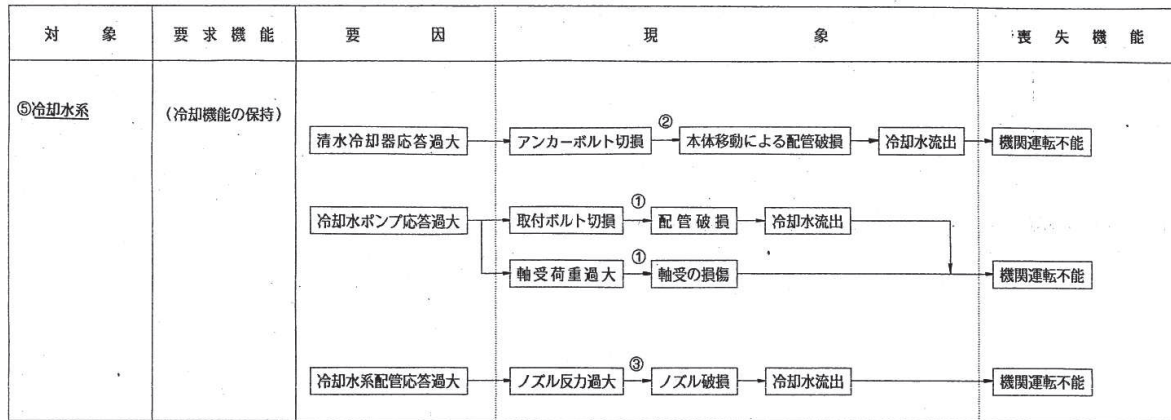 対象 要求機能 要因 現象 喪失機能
⑤冷却水系 (冷却機能の保持)
清水冷却器応答過大 アンカーボルト切損 ② 本体移動による配管破損 冷却水流出 機関運転不能
冷却水ポンプ応答過大 取付ボルト切損 ① 配管破損 冷却水流出
軸受荷重過大 ① 軸受の損傷 機関運転不能
冷却水系配管応答過大 ノズル反力過大 ③ ノズル破損 冷却水流出 機関運転不能